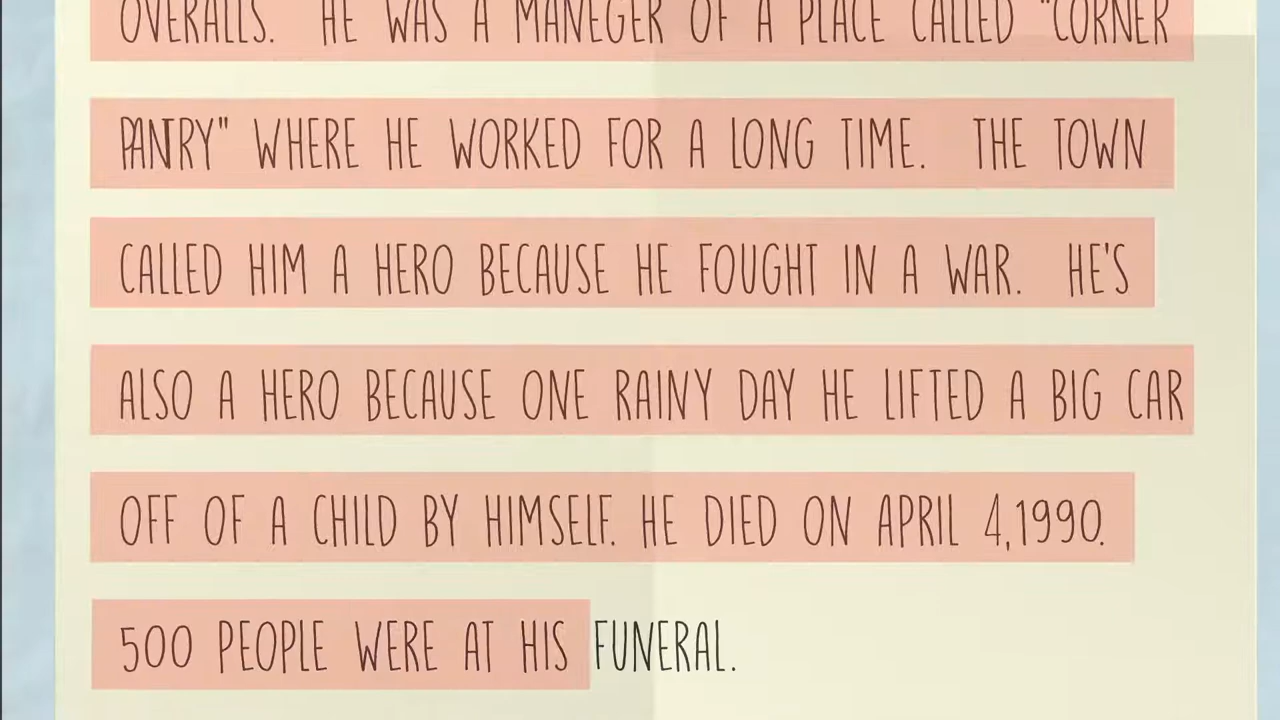 OVERALLS. HE WAS A MANEGER OF A PLACE CALLED "CORNER
PANTRY" WHERE HE WORKED FOR A LONG TIME. THE TOWN
CALLED HIM A HERO BECAUSE HE FOUGHT IN A WAR. HE'S
ALSO A HERO BECAUSE ONE RAINY DAY HE LIFTED A BIG CAR
OFF OF A CHILD BY HIMSELF. HE DIED ON APRIL 4,1990.
500 PEOPLE WERE AT HIS FUNERAL.